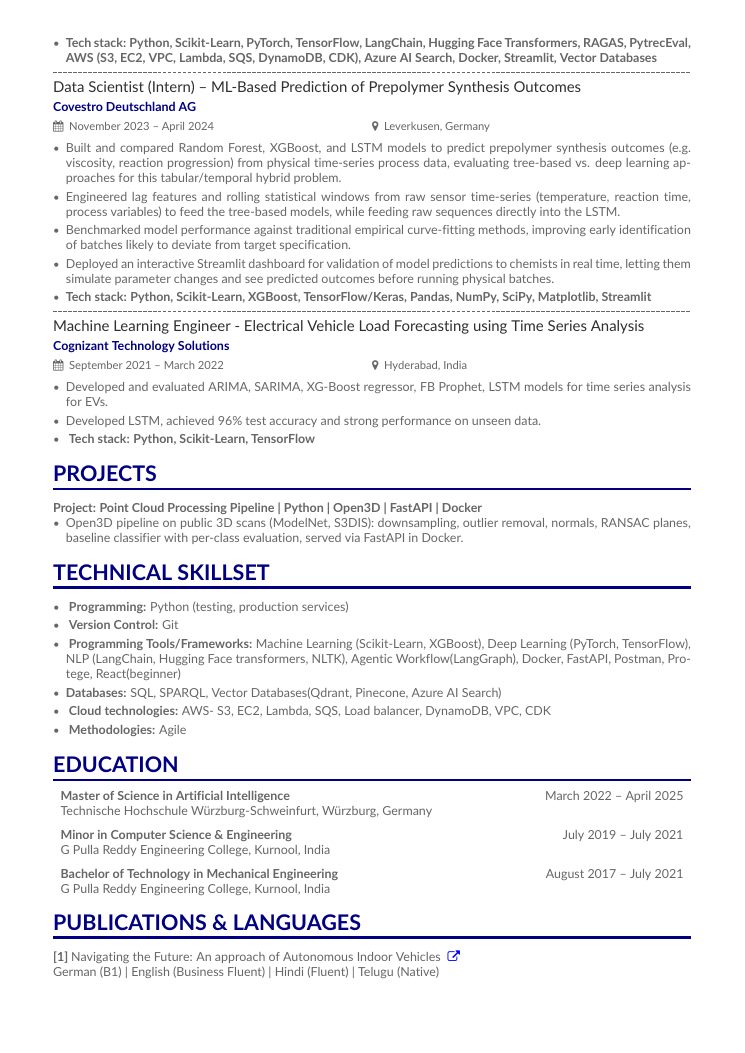 • Tech stack: Python, Scikit-Learn, PyTorch, TensorFlow, LangChain, Hugging Face Transformers, RAGAS, PytrecEval,
AWS (S3, EC2, VPC, Lambda, SQS, DynamoDB, CDK), Azure AI Search, Docker, Streamlit, Vector Databases
Data Scientist (Intern) – ML-Based Prediction of Prepolymer Synthesis Outcomes
Covestro Deutschland AG
November 2023 – April 2024 Leverkusen, Germany
• Built and compared Random Forest, XGBoost, and LSTM models to predict prepolymer synthesis outcomes (e.g.
viscosity, reaction progression) from physical time-series process data, evaluating tree-based vs. deep learning ap-
proaches for this tabular/temporal hybrid problem.
• Engineered lag features and rolling statistical windows from raw sensor time-series (temperature, reaction time,
process variables) to feed the tree-based models, while feeding raw sequences directly into the LSTM.
• Benchmarked model performance against traditional empirical curve-fitting methods, improving early identification
of batches likely to deviate from target specification.
• Deployed an interactive Streamlit dashboard for validation of model predictions to chemists in real time, letting them
simulate parameter changes and see predicted outcomes before running physical batches.
• Tech stack: Python, Scikit-Learn, XGBoost, TensorFlow/Keras, Pandas, NumPy, SciPy, Matplotlib, Streamlit
Machine Learning Engineer - Electrical Vehicle Load Forecasting using Time Series Analysis
Cognizant Technology Solutions
September 2021 – March 2022 Hyderabad, India
• Developed and evaluated ARIMA, SARIMA, XG-Boost regressor, FB Prophet, LSTM models for time series analysis
for EVs.
• Developed LSTM, achieved 96% test accuracy and strong performance on unseen data.
• Tech stack: Python, Scikit-Learn, TensorFlow
PROJECTS
Project: Point Cloud Processing Pipeline | Python | Open3D | FastAPI | Docker
• Open3D pipeline on public 3D scans (ModelNet, S3DIS): downsampling, outlier removal, normals, RANSAC planes,
baseline classifier with per-class evaluation, served via FastAPI in Docker.
TECHNICAL SKILLSET
• Programming: Python (testing, production services)
• Version Control: Git
• Programming Tools/Frameworks: Machine Learning (Scikit-Learn, XGBoost), Deep Learning (PyTorch, TensorFlow),
NLP (LangChain, Hugging Face transformers, NLTK), Agentic Workflow(LangGraph), Docker, FastAPI, Postman, Pro-
tege, React(beginner)
• Databases: SQL, SPARQL, Vector Databases(Qdrant, Pinecone, Azure AI Search)
• Cloud technologies: AWS- S3, EC2, Lambda, SQS, Load balancer, DynamoDB, VPC, CDK
• Methodologies: Agile
EDUCATION
Master of Science in Artificial Intelligence March 2022 – April 2025
Technische Hochschule Würzburg-Schweinfurt, Würzburg, Germany
Minor in Computer Science & Engineering July 2019 – July 2021
G Pulla Reddy Engineering College, Kurnool, India
Bachelor of Technology in Mechanical Engineering August 2017 – July 2021
G Pulla Reddy Engineering College, Kurnool, India
PUBLICATIONS & LANGUAGES
[1] Navigating the Future: An approach of Autonomous Indoor Vehicles
German (B1) | English (Business Fluent) | Hindi (Fluent) | Telugu (Native)